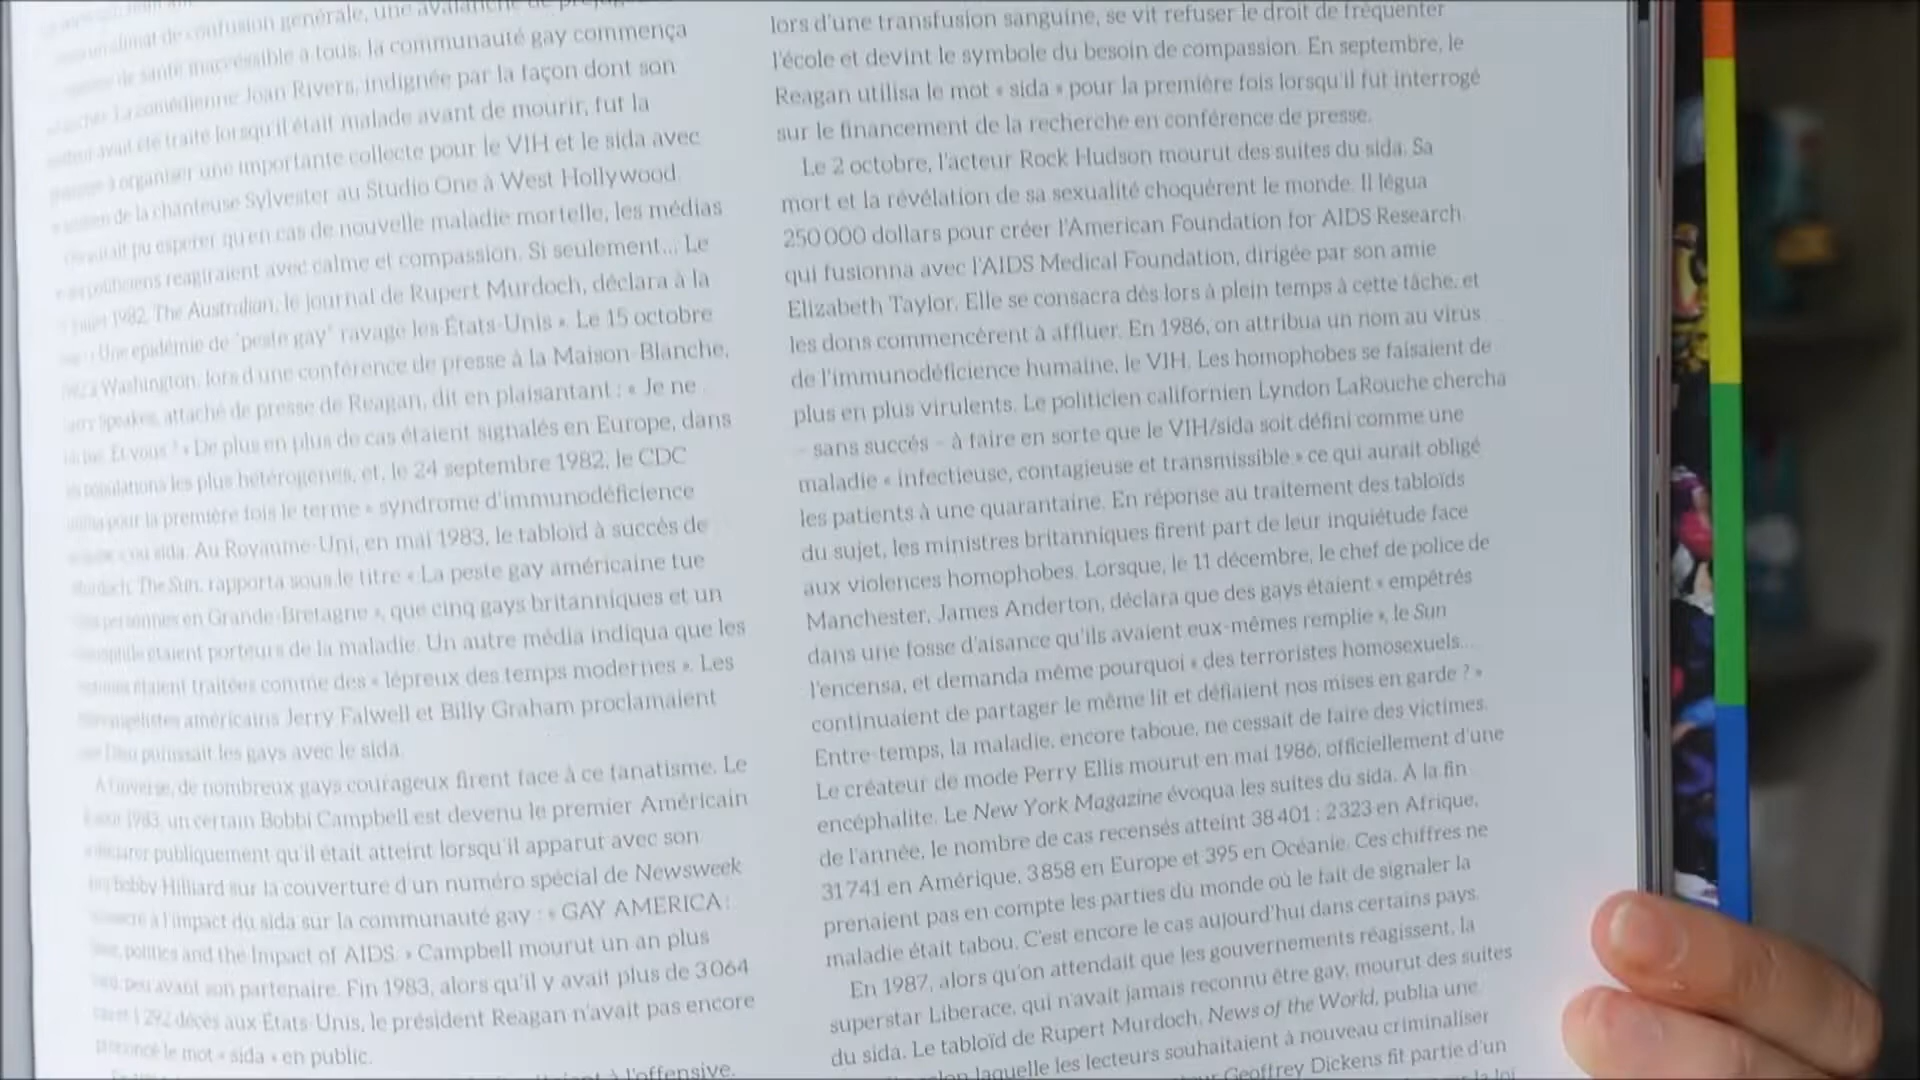 de confusion générale, une avalanche de
de santé inaccessible à tous, la communauté gay commença
La comédienne Joan Rivers, indignée par la façon dont son
avait été traité lorsqu'il était malade avant de mourir, fut la
à organiser une importante collecte pour le VIH et le sida avec
de la chanteuse Sylvester au Studio One à West Hollywood.
pu espérer qu'en cas de nouvelle maladie mortelle, les médias
réagiraient avec calme et compassion. Si seulement... Le
1982, The Australian, le journal de Rupert Murdoch, déclara à la
Une épidémie de "peste gay" ravage les États-Unis ». Le 15 octobre
à Washington, lors d'une conférence de presse à la Maison-Blanche,
Speakes, attaché de presse de Reagan, dit en plaisantant : « Je ne
Et vous ? » De plus en plus de cas étaient signalés en Europe, dans
populations les plus hétérogènes, et, le 24 septembre 1982, le CDC
pour la première fois le terme « syndrome d'immunodéficience
ou sida. Au Royaume-Uni, en mai 1983, le tabloïd à succès de
The Sun, rapporta sous le titre « La peste gay américaine tue
personnes en Grande-Bretagne », que cinq gays britanniques et un
étaient porteurs de la maladie. Un autre média indiqua que les
étaient traitées comme des « lépreux des temps modernes ». Les
américains Jerry Falwell et Billy Graham proclamaient
punissait les gays avec le sida.
de nombreux gays courageux firent face à ce fanatisme. Le
1983, un certain Bobbi Campbell est devenu le premier Américain
publiquement qu'il était atteint lorsqu'il apparut avec son
Bobby Hilliard sur la couverture d'un numéro spécial de Newsweek
à l'impact du sida sur la communauté gay : « GAY AMERICA :
politics and the Impact of AIDS. » Campbell mourut un an plus
peu avant son partenaire. Fin 1983, alors qu'il y avait plus de 3 064
292 décès aux États-Unis, le président Reagan n'avait pas encore
prononcé le mot « sida » en public.
à l'offensive.
lors d'une transfusion sanguine, se vit refuser le droit de fréquenter
l'école et devint le symbole du besoin de compassion. En septembre, le
Reagan utilisa le mot « sida » pour la première fois lorsqu'il fut interrogé
sur le financement de la recherche en conférence de presse.
Le 2 octobre, l'acteur Rock Hudson mourut des suites du sida. Sa
mort et la révélation de sa sexualité choquèrent le monde. Il légua
250 000 dollars pour créer l'American Foundation for AIDS Research
qui fusionna avec l'AIDS Medical Foundation, dirigée par son amie
Elizabeth Taylor. Elle se consacra dès lors à plein temps à cette tâche, et
les dons commencèrent à affluer. En 1986, on attribua un nom au virus
de l'immunodéficience humaine, le VIH. Les homophobes se faisaient de
plus en plus virulents. Le politicien californien Lyndon LaRouche chercha
– sans succès – à faire en sorte que le VIH/sida soit défini comme une
maladie « infectieuse, contagieuse et transmissible » ce qui aurait obligé
les patients à une quarantaine. En réponse au traitement des tabloïds
du sujet, les ministres britanniques firent part de leur inquiétude face
aux violences homophobes. Lorsque, le 11 décembre, le chef de police de
Manchester, James Anderton, déclara que des gays étaient « empêtrés
dans une fosse d'aisance qu'ils avaient eux-mêmes remplie », le Sun
l'encensa, et demanda même pourquoi « des terroristes homosexuels...
continuaient de partager le même lit et défiaient nos mises en garde ? »
Entre-temps, la maladie, encore taboue, ne cessait de faire des victimes.
Le créateur de mode Perry Ellis mourut en mai 1986, officiellement d'une
encéphalite. Le New York Magazine évoqua les suites du sida. À la fin
de l'année, le nombre de cas recensés atteint 38 401 : 2 323 en Afrique,
31 741 en Amérique, 3 858 en Europe et 395 en Océanie. Ces chiffres ne
prenaient pas en compte les parties du monde où le fait de signaler la
maladie était tabou. C'est encore le cas aujourd'hui dans certains pays.
En 1987, alors qu'on attendait que les gouvernements réagissent, la
superstar Liberace, qui n'avait jamais reconnu être gay, mourut des suites
du sida. Le tabloïd de Rupert Murdoch, News of the World, publia une
selon laquelle les lecteurs souhaitaient à nouveau criminaliser
Geoffrey Dickens fit partie d'un
la loi